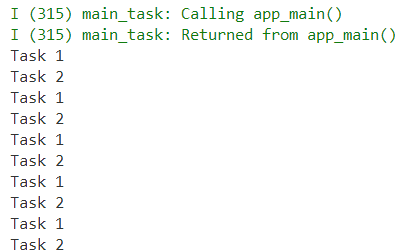 I (315) main_task: Calling app_main()
I (315) main_task: Returned from app_main()
Task 1
Task 2
Task 1
Task 2
Task 1
Task 2
Task 1
Task 2
Task 1
Task 2